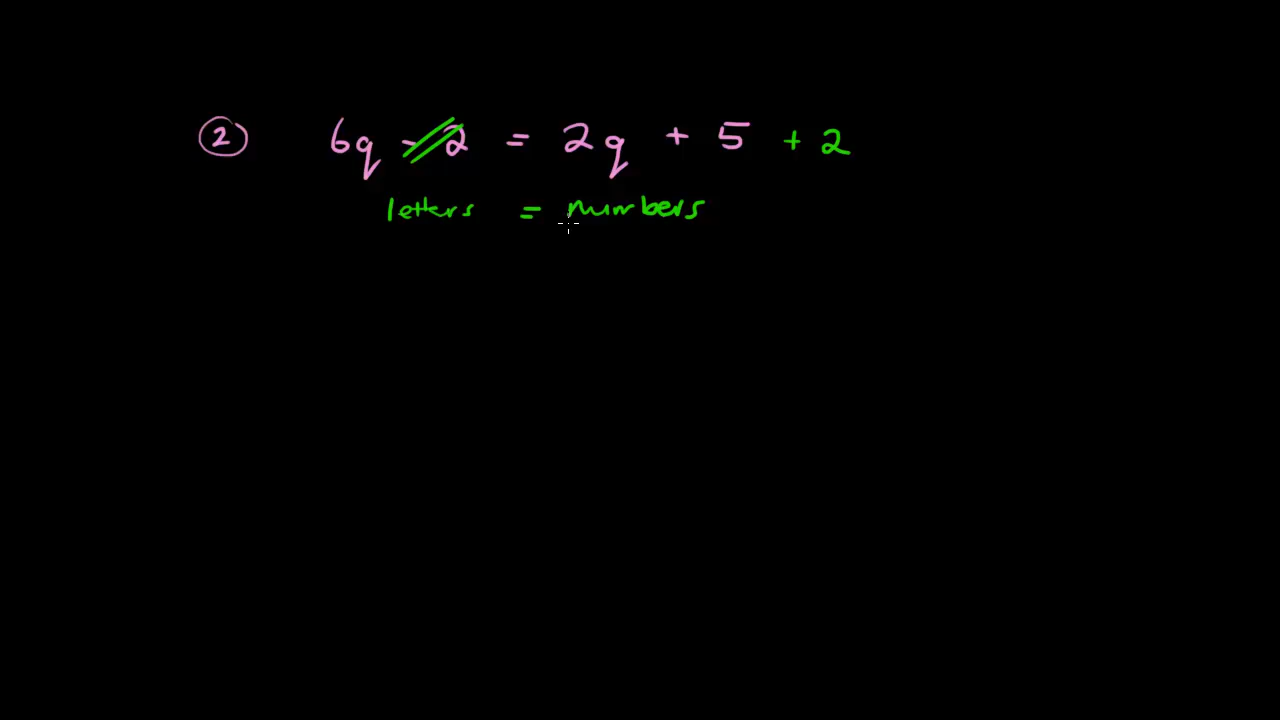 ② 6q - 2 = 2q + 5 + 2
letters = numbers